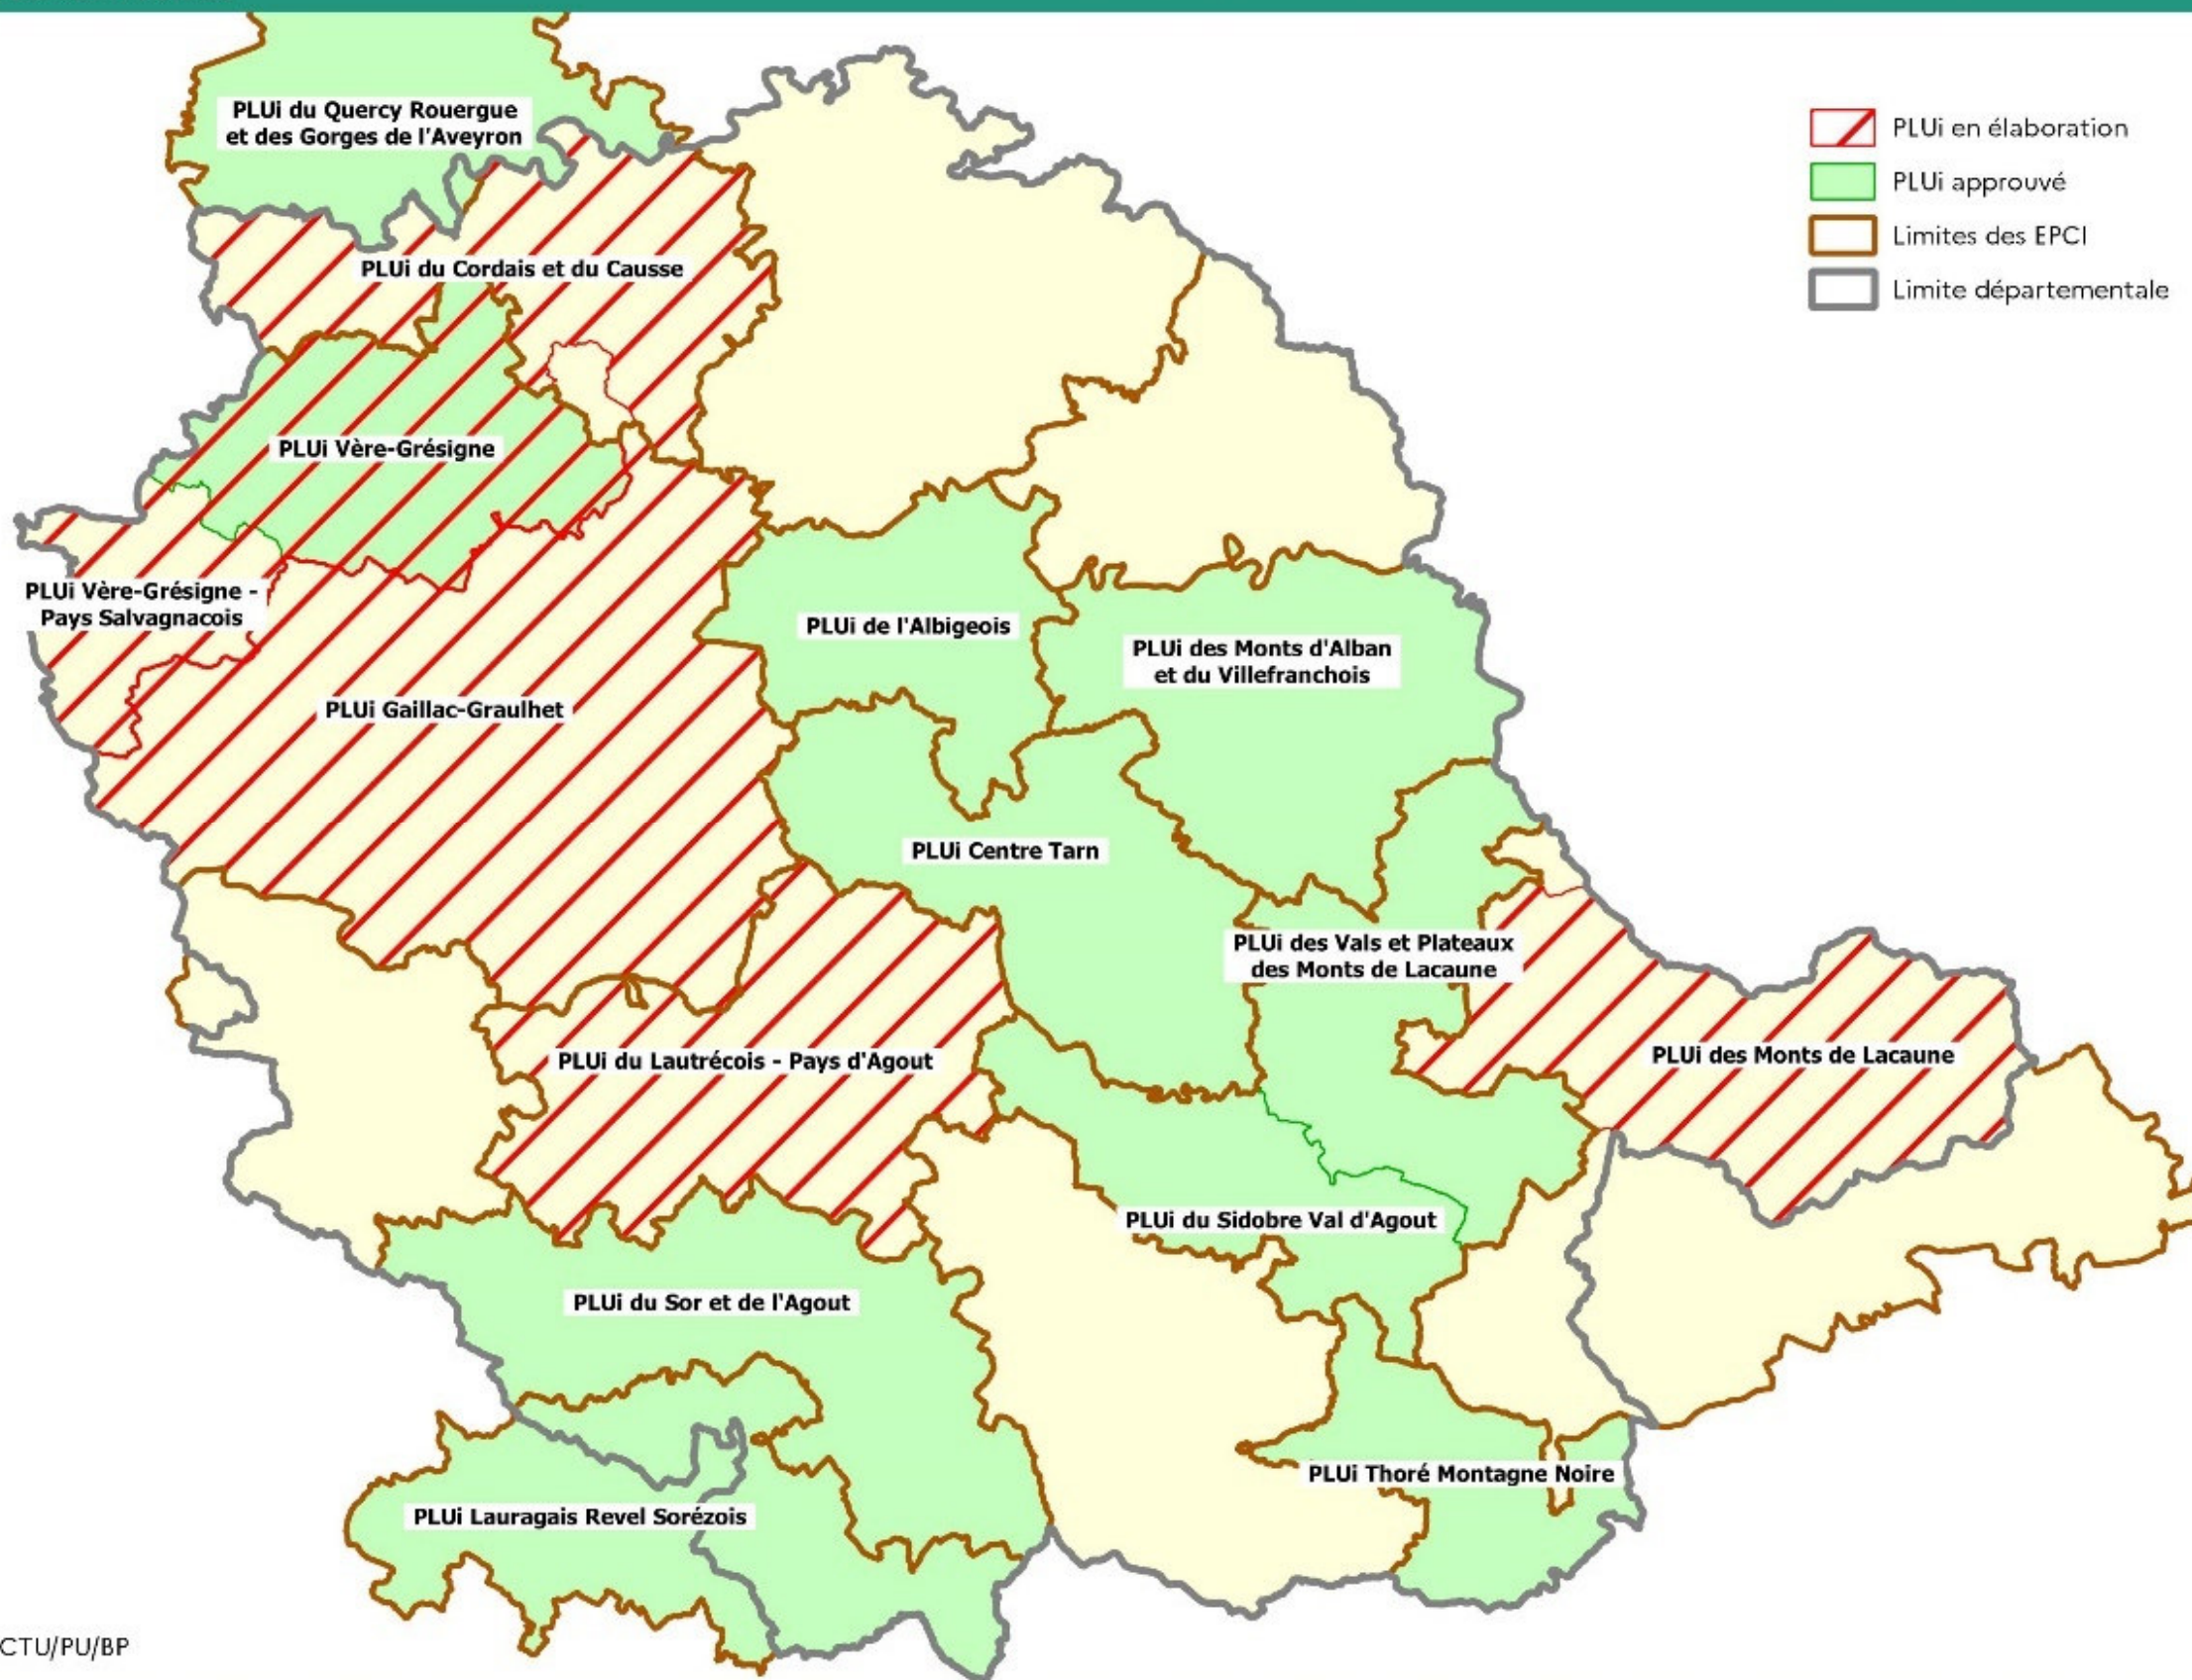 PLUi du Quercy Rouergue
et des Gorges de l'Aveyron
PLUi en élaboration
PLUi approuvé
Limites des EPCI
Limite départementale
PLUi du Cordais et du Causse
PLUi Vère-Grésigne
PLUi Vère-Grésigne -
Pays Salvagnacois
PLUi de l'Albigeois
PLUi des Monts d'Alban
et du Villefranchois
PLUi Gaillac-Graulhet
PLUi Centre Tarn
PLUi des Vals et Plateaux
des Monts de Lacaune
PLUi du Lautrécois - Pays d'Agout
PLUi des Monts de Lacaune
PLUi du Sidobre Val d'Agout
PLUi du Sor et de l'Agout
PLUi Thoré Montagne Noire
PLUi Lauragais Revel Sorézois
CTU/PU/BP